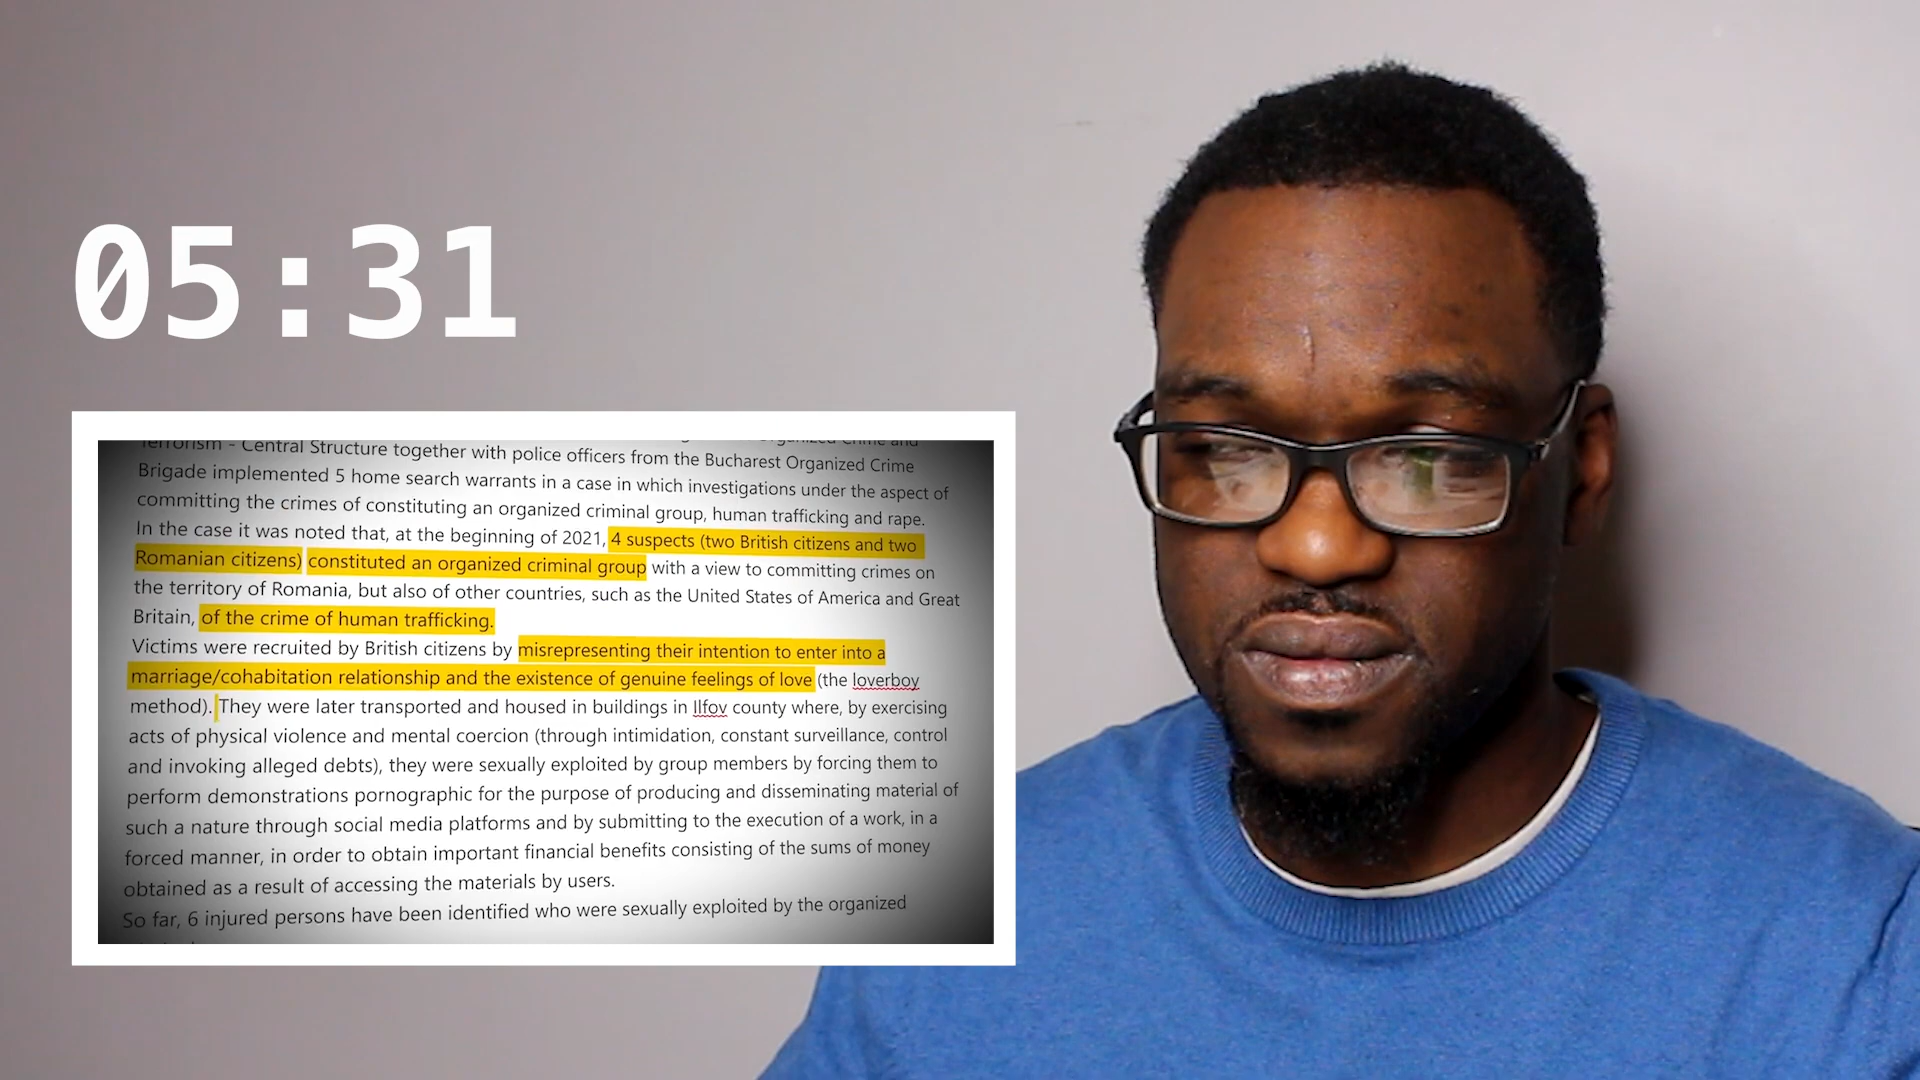 05:31
Terrorism - Central Structure together with police officers from the Bucharest Organized Crime and
Brigade implemented 5 home search warrants in a case in which investigations under the aspect of
committing the crimes of constituting an organized criminal group, human trafficking and rape.
In the case it was noted that, at the beginning of 2021, 4 suspects (two British citizens and two
Romanian citizens) constituted an organized criminal group with a view to committing crimes on
the territory of Romania, but also of other countries, such as the United States of America and Great
Britain, of the crime of human trafficking.
Victims were recruited by British citizens by misrepresenting their intention to enter into a
marriage/cohabitation relationship and the existence of genuine feelings of love (the loverboy
method). They were later transported and housed in buildings in Ilfov county where, by exercising
acts of physical violence and mental coercion (through intimidation, constant surveillance, control
and invoking alleged debts), they were sexually exploited by group members by forcing them to
perform demonstrations pornographic for the purpose of producing and disseminating material of
such a nature through social media platforms and by submitting to the execution of a work, in a
forced manner, in order to obtain important financial benefits consisting of the sums of money
obtained as a result of accessing the materials by users.
So far, 6 injured persons have been identified who were sexually exploited by the organized